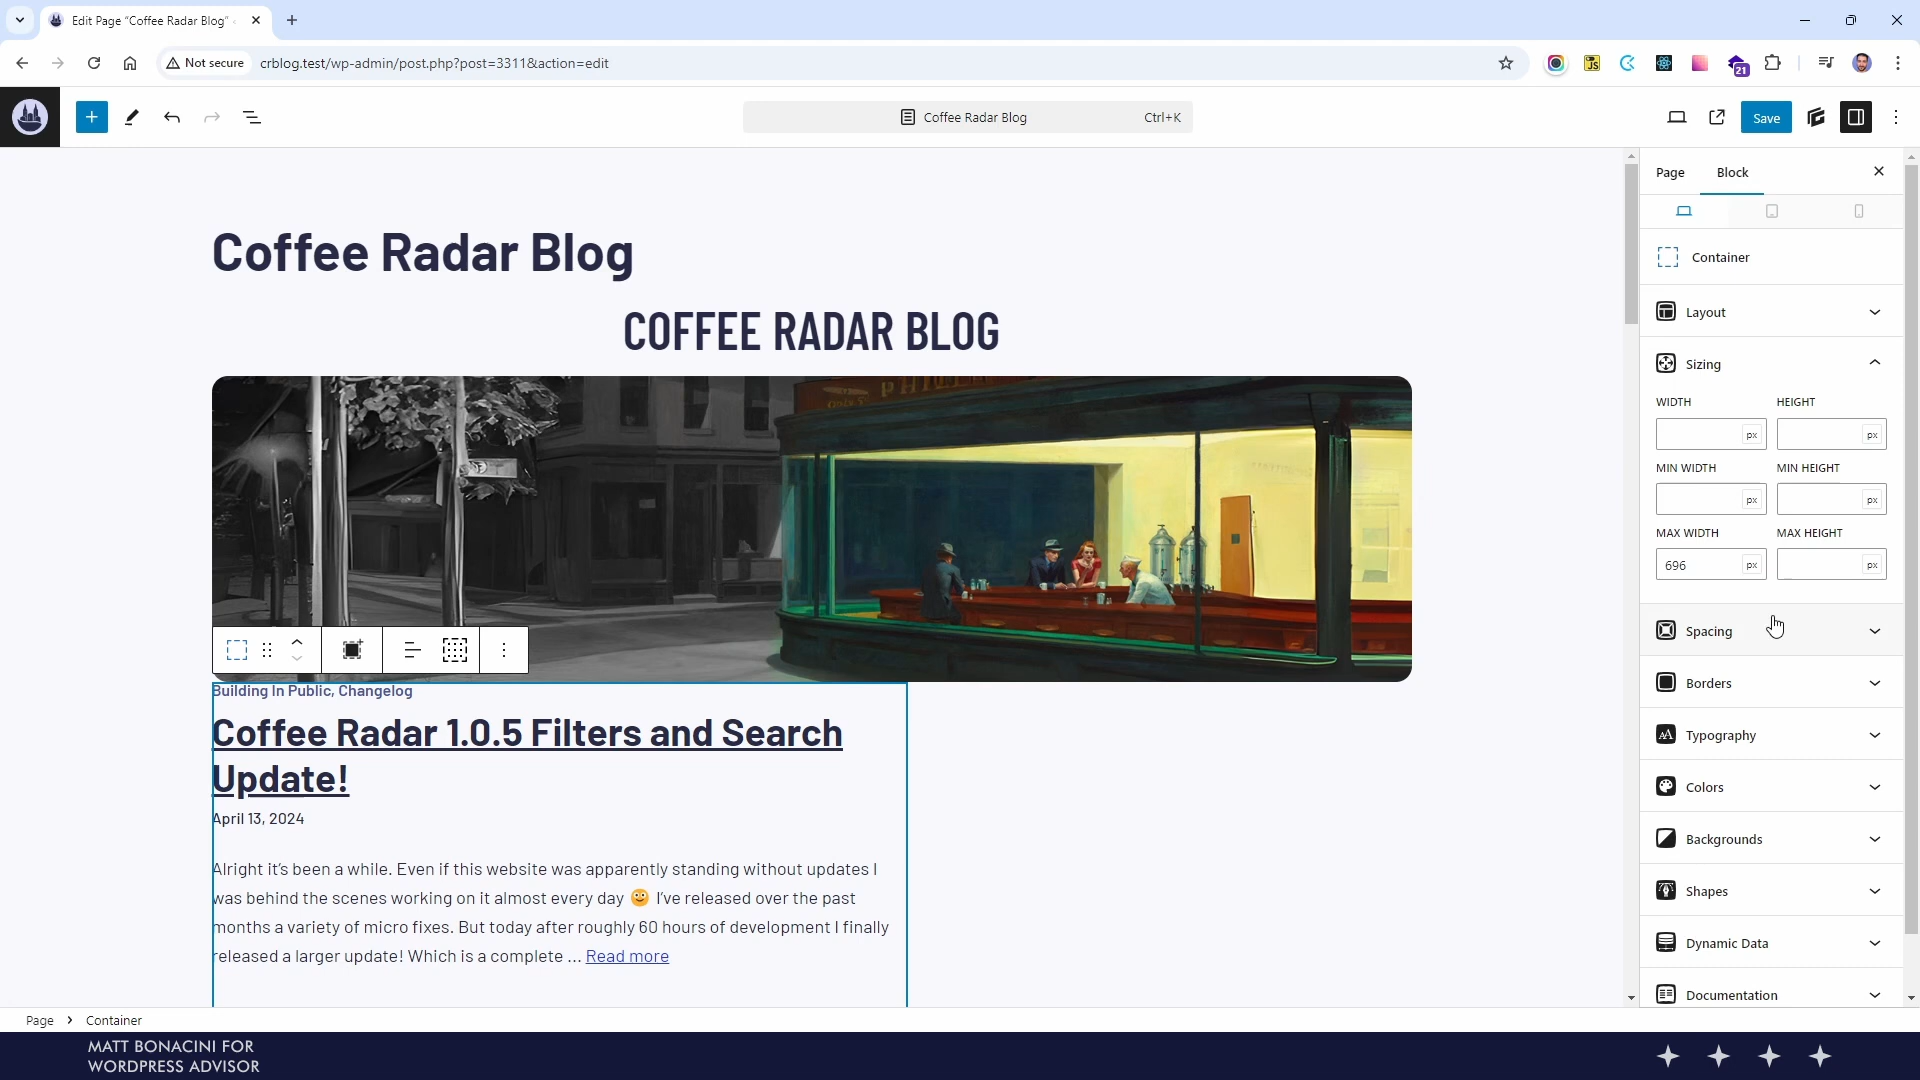 Edit Page “Coffee Radar Blog”
Not secure
crblog.test/wp-admin/post.php?post=3311&action=edit
JS
21
Coffee Radar Blog
Ctrl+K
Save
Page
Block
Coffee Radar Blog
COFFEE RADAR BLOG
Building In Public, Changelog
Coffee Radar 1.0.5 Filters and Search
Update!
April 13, 2024
Alright it’s been a while. Even if this website was apparently standing without updates I
was behind the scenes working on it almost every day 🙂 I’ve released over the past
months a variety of micro fixes. But today after roughly 60 hours of development I finally
released a larger update! Which is a complete … Read more
Container
Layout
Sizing
WIDTH
HEIGHT
px
px
MIN WIDTH
MIN HEIGHT
px
px
MAX WIDTH
MAX HEIGHT
696 px
px
Spacing
Borders
Typography
Colors
Backgrounds
Shapes
Dynamic Data
Documentation
Page › Container
MATT BONACINI FOR
WORDPRESS ADVISOR